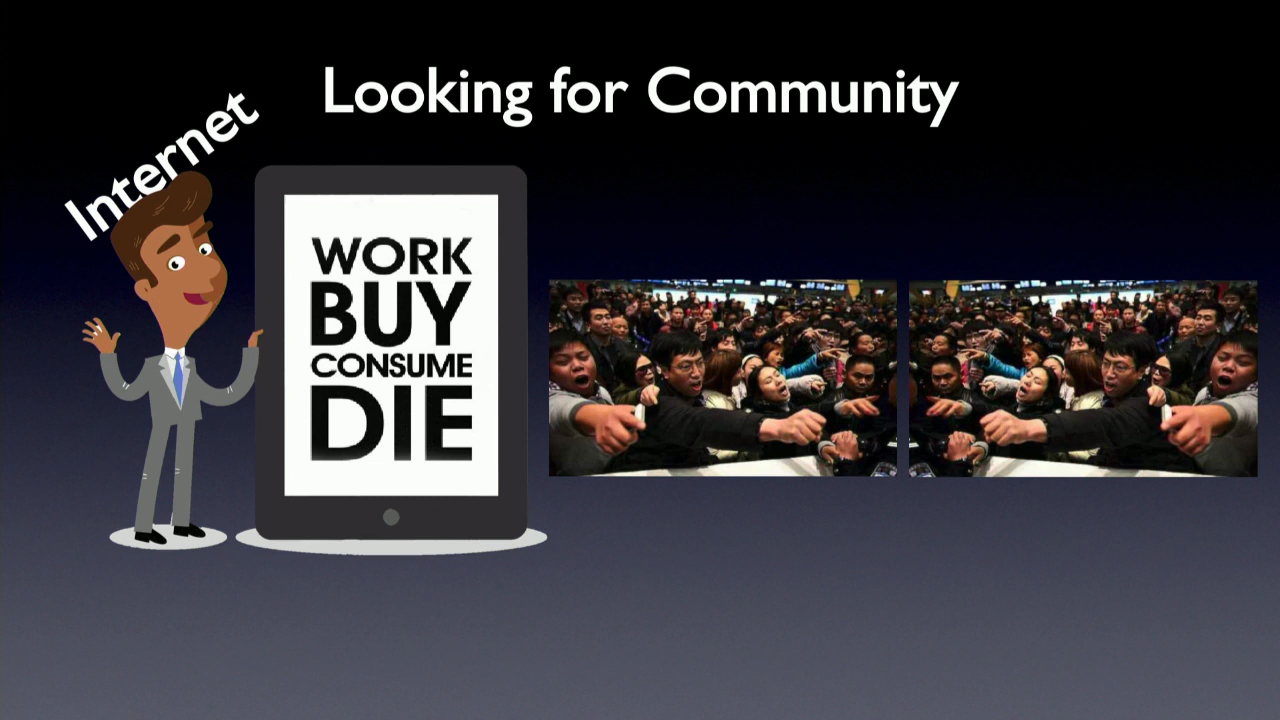 Looking for Community
Internet
WORK
BUY
CONSUME
DIE